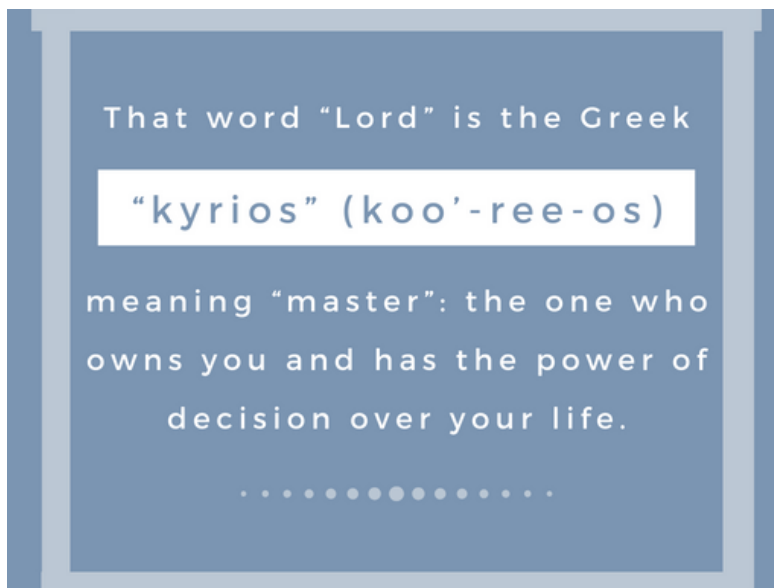 That word “Lord” is the Greek
“kyrios” (koo’-ree-os)
meaning “master”: the one who
owns you and has the power of
decision over your life.